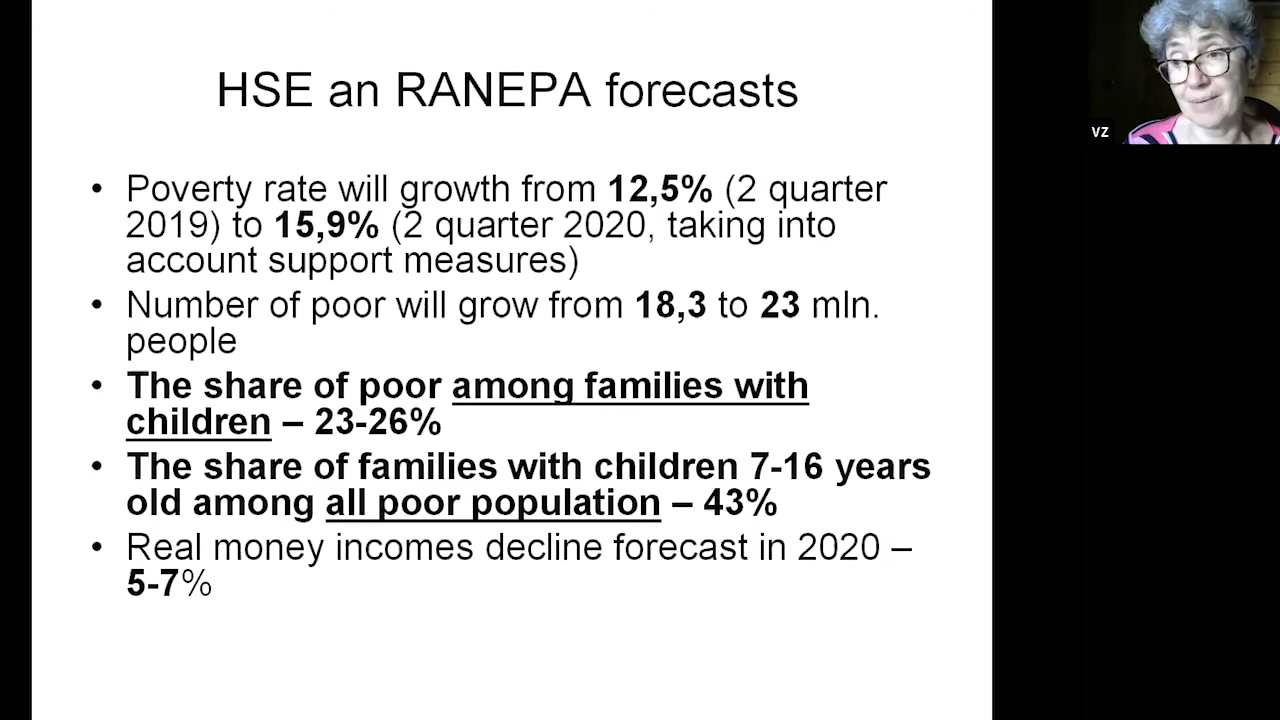 HSE an RANEPA forecasts
• Poverty rate will growth from 12,5% (2 quarter
2019) to 15,9% (2 quarter 2020, taking into
account support measures)
• Number of poor will grow from 18,3 to 23 mln.
people
• The share of poor among families with
children – 23-26%
• The share of families with children 7-16 years
old among all poor population – 43%
• Real money incomes decline forecast in 2020 –
5-7%
VZ